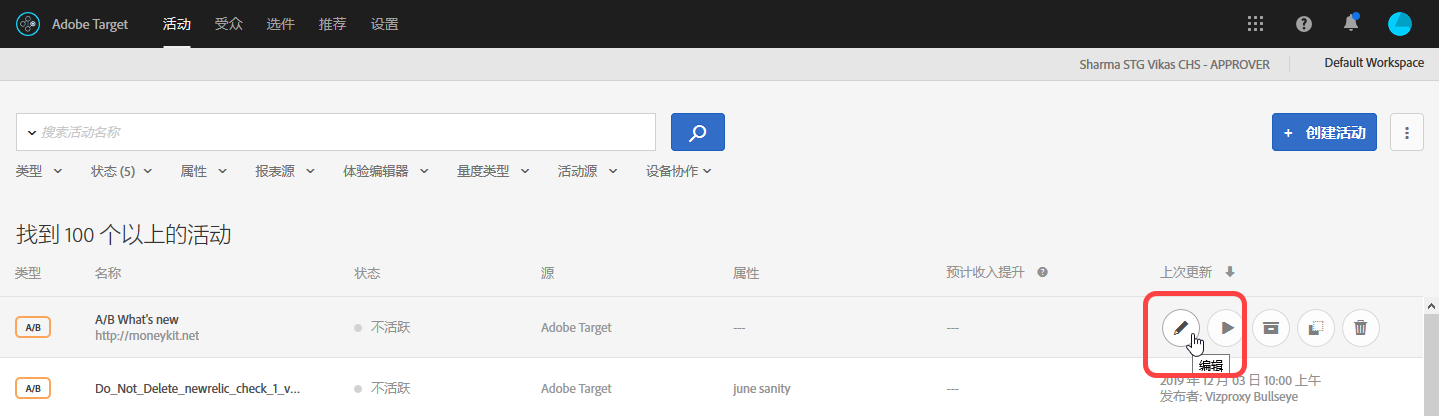 Adobe Target 活动 受众 选件 推荐 设置
Sharma STG Vikas CHS - APPROVER Default Workspace
搜索活动名称 + 创建活动
类型 状态 (5) 属性 报表源 体验编辑器 量度类型 活动源 设备协作
找到 100 个以上的活动
类型 名称 状态 源 属性 预计收入提升 上次更新
A/B A/B What's new 不活跃 Adobe Target --- ---
http://moneykit.net
编辑
A/B Do_Not_Delete_newrelic_check_1_v... 不活跃 Adobe Target june sanity --- 2019 年 12 月 03 日 10:00 上午
发布者: Vizproxy Bullseye